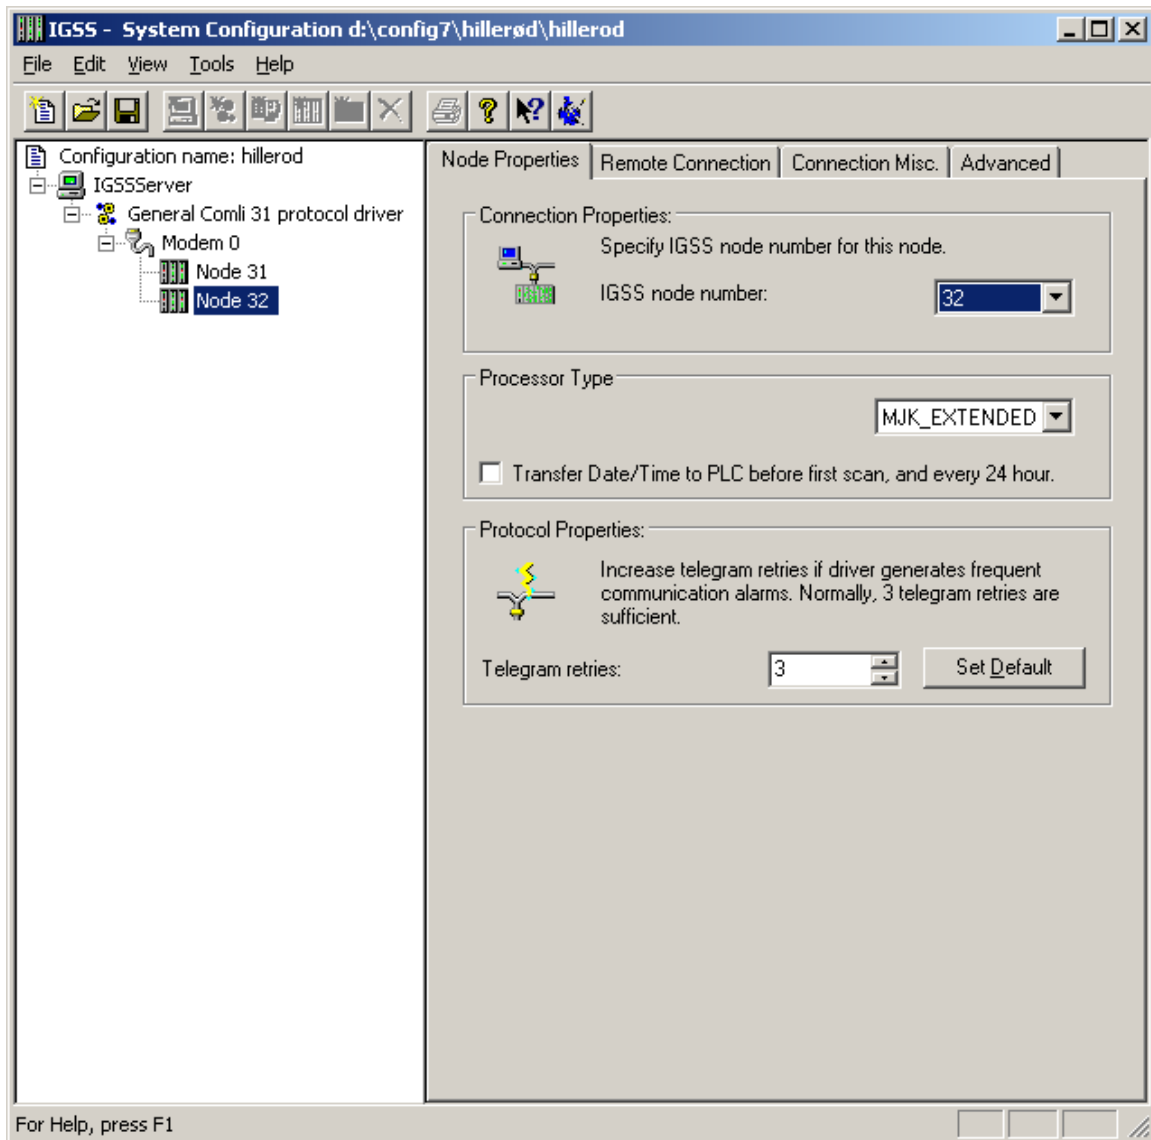 IGSS - System Configuration d:\config7\hillerød\hillerod
File Edit View Tools Help
Configuration name: hillerod
IGSSServer
General Comli 31 protocol driver
Modem 0
Node 31
Node 32
Node Properties Remote Connection Connection Misc. Advanced
Connection Properties:
Specify IGSS node number for this node.
IGSS node number: 32
Processor Type
MJK_EXTENDED
Transfer Date/Time to PLC before first scan, and every 24 hour.
Protocol Properties:
Increase telegram retries if driver generates frequent
communication alarms. Normally, 3 telegram retries are
sufficient.
Telegram retries: 3 Set Default
For Help, press F1